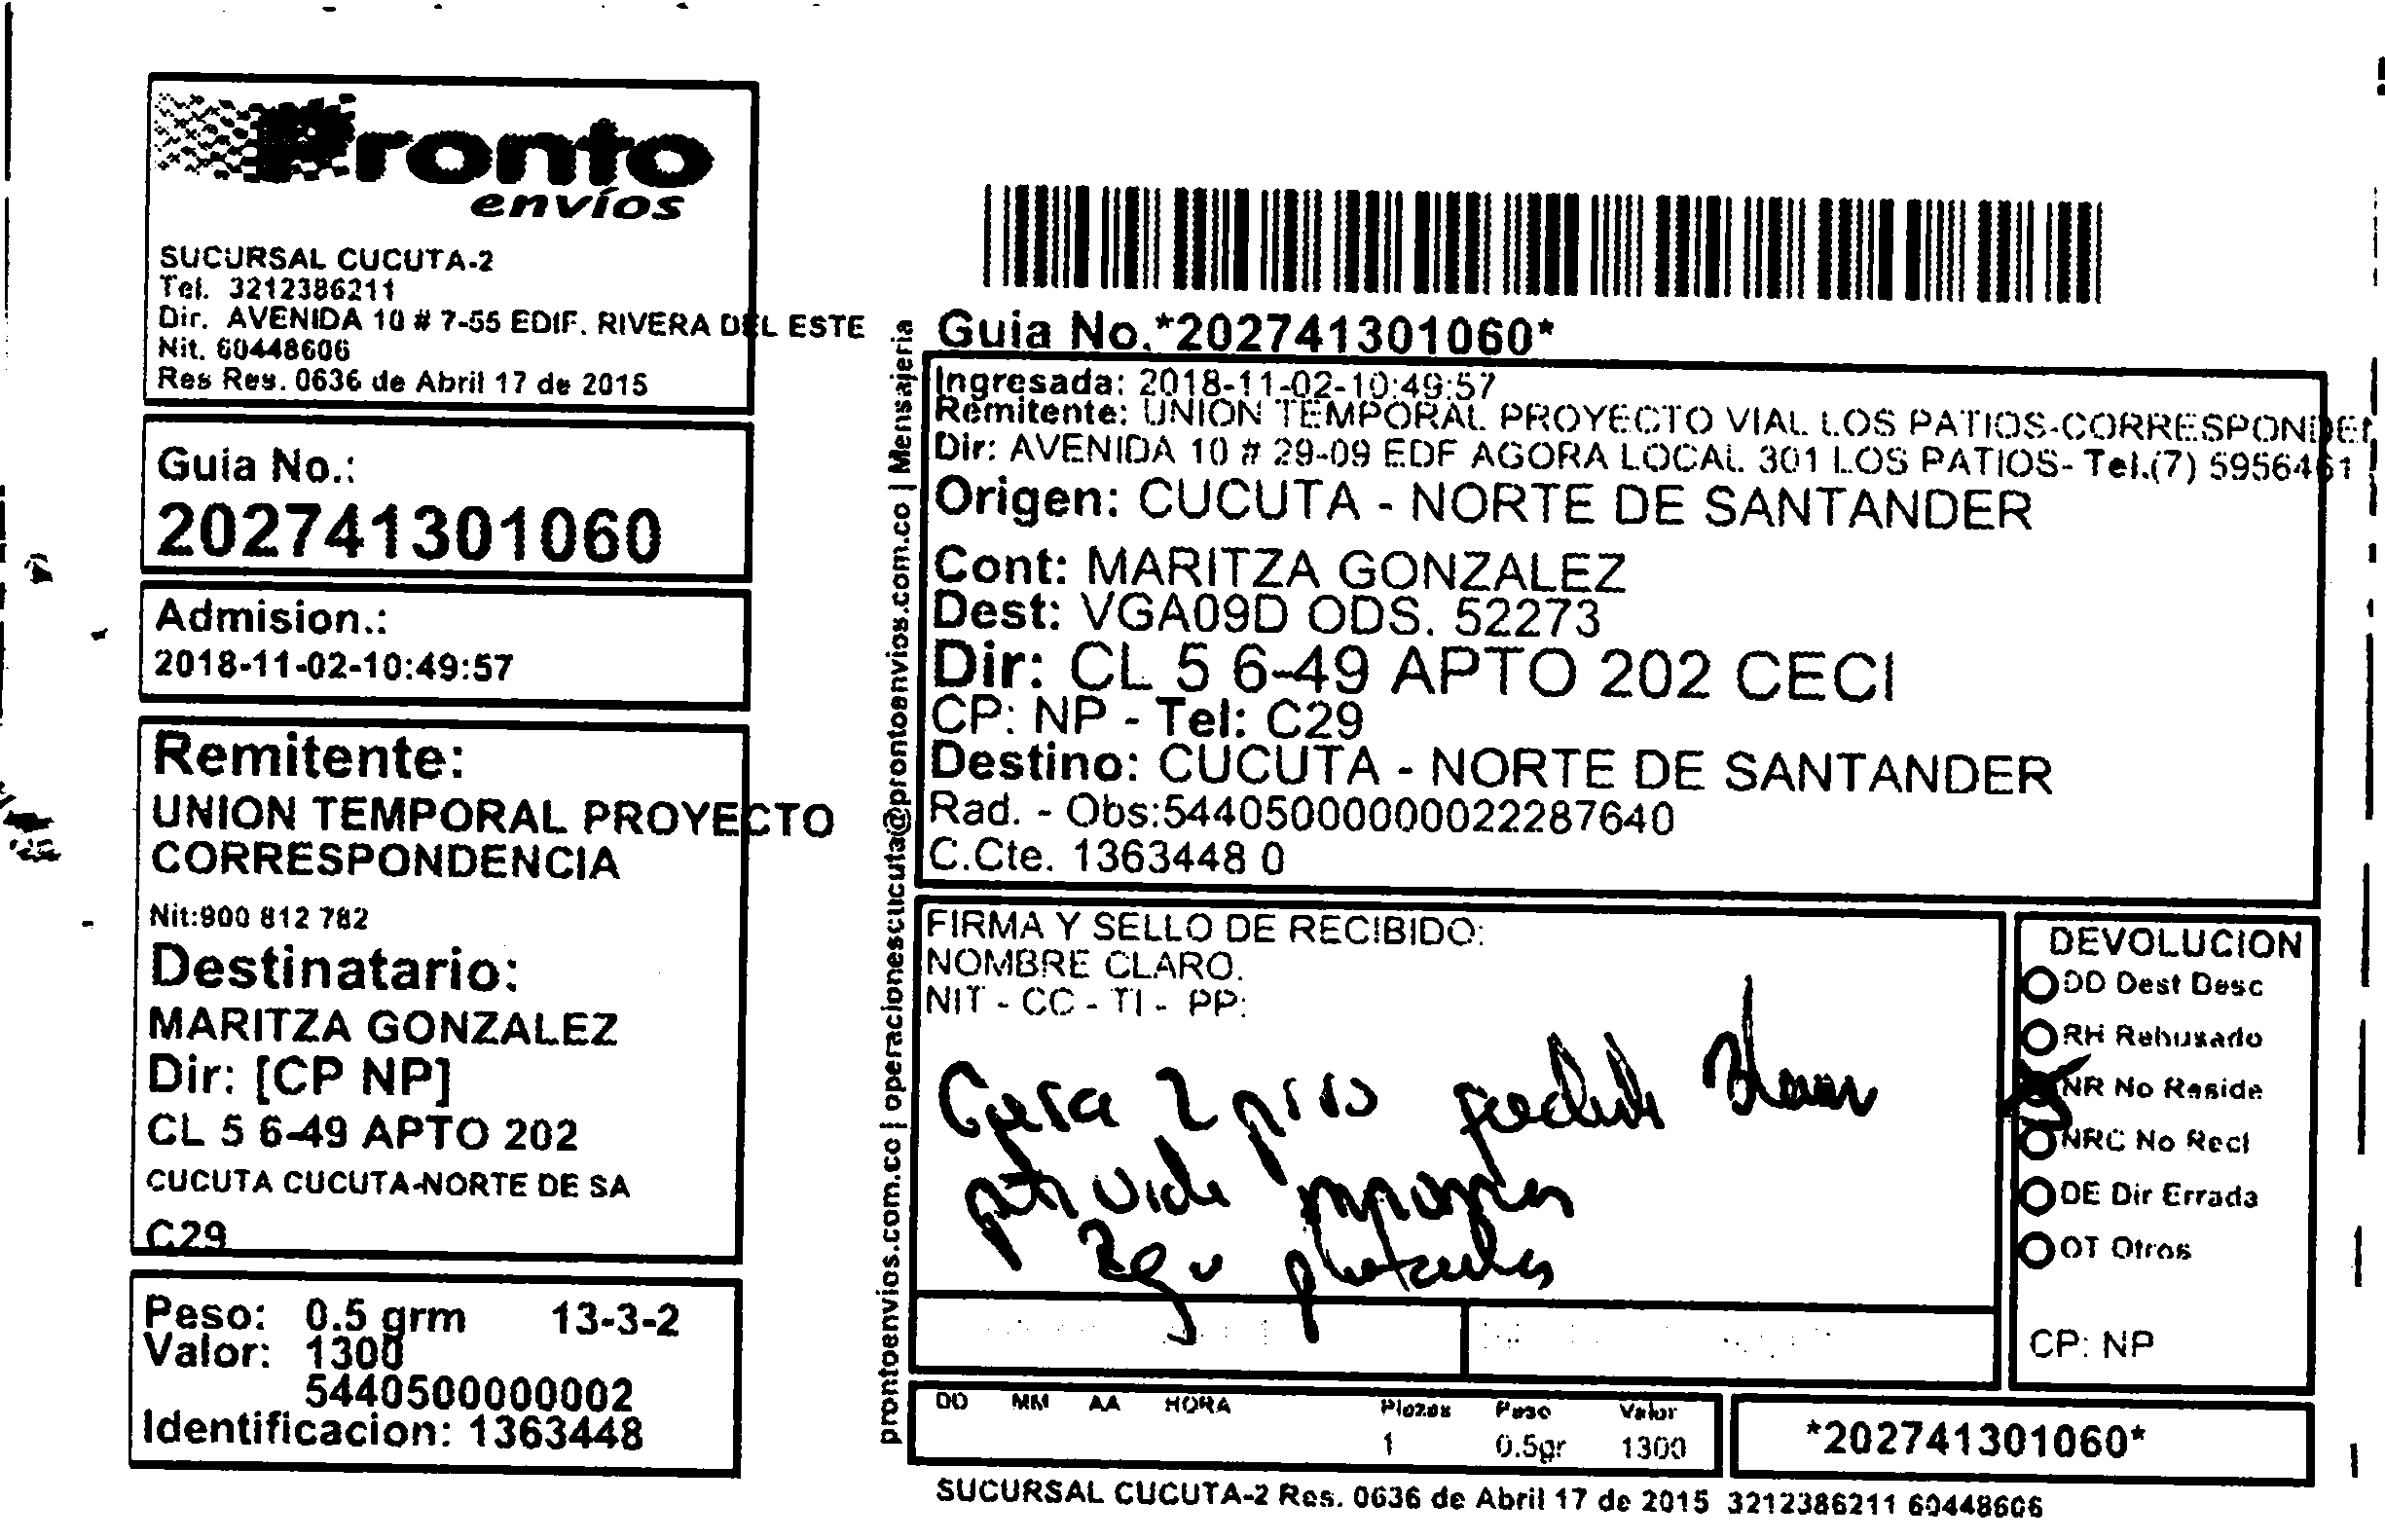 Pronto
envíos
SUCURSAL CUCUTA-2
Tel. 3212386211
Dir. AVENIDA 10 # 7-55 EDIF. RIVERA DEL ESTE
Nit. 60448606
Res Res. 0636 de Abril 17 de 2015
Guia No.:
202741301060
Admision.:
2018-11-02-10:49:57
Remitente:
UNION TEMPORAL PROYECTO
CORRESPONDENCIA
Nit:900 812 782
Destinatario:
MARITZA GONZALEZ
Dir: [CP NP]
CL 5 6-49 APTO 202
CUCUTA CUCUTA-NORTE DE SA
C29
Peso: 0.5 grm 13-3-2
Valor: 1300
5440500000002
Identificacion: 1363448
prontoenvios.com.co | operacionescucuta@prontoenvios.com.co | Mensajeria
Guia No.*202741301060*
Ingresada: 2018-11-02-10:49:57
Remitente: UNION TEMPORAL PROYECTO VIAL LOS PATIOS-CORRESPONDEN
Dir: AVENIDA 10 # 29-09 EDF AGORA LOCAL 301 LOS PATIOS- Tel.(7) 5956461
Origen: CUCUTA - NORTE DE SANTANDER
Cont: MARITZA GONZALEZ
Dest: VGA09D ODS. 52273
Dir: CL 5 6-49 APTO 202 CECI
CP: NP - Tel: C29
Destino: CUCUTA - NORTE DE SANTANDER
Rad. - Obs:544050000000022287640
C.Cte. 1363448 0
FIRMA Y SELLO DE RECIBIDO:
NOMBRE CLARO.
NIT - CC - TI - PP:
Casa 2 piso
DEVOLUCION
DD Dest Desc
RH Rehusado
NR No Reside
NRC No Recl
DE Dir Errada
OT Otros
CP: NP
DD MM AA HORA Piezas Peso Valor
1 0.5gr 1300
*202741301060*
SUCURSAL CUCUTA-2 Res. 0636 de Abril 17 de 2015 3212386211 60448606